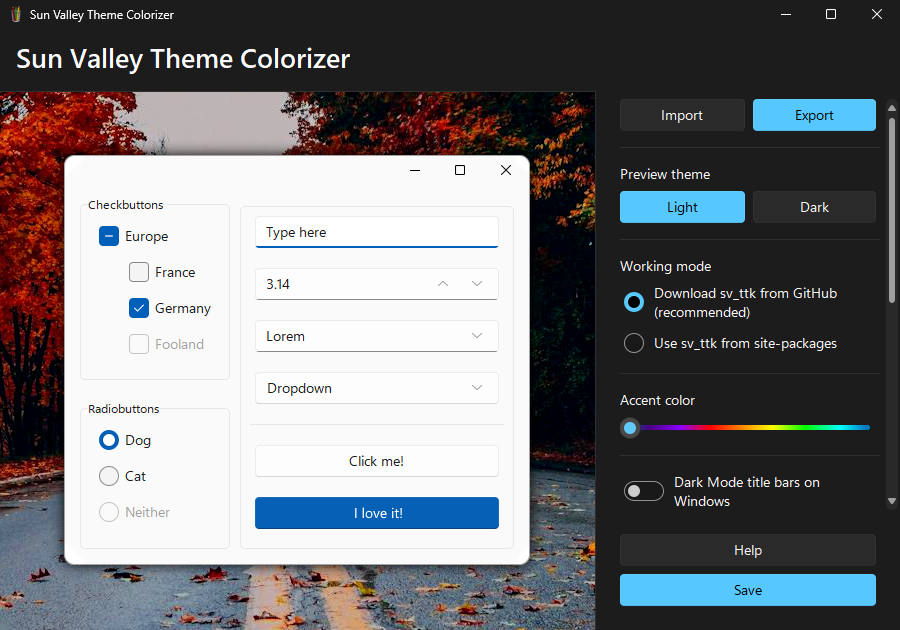 Sun Valley Theme Colorizer
Sun Valley Theme Colorizer
Checkbuttons
Europe
France
Germany
Fooland
Radiobuttons
Dog
Cat
Neither
Type here
3.14
Lorem
Dropdown
Click me!
I love it!
Import
Export
Preview theme
Light
Dark
Working mode
Download sv_ttk from GitHub
(recommended)
Use sv_ttk from site-packages
Accent color
Dark Mode title bars on
Windows
Help
Save